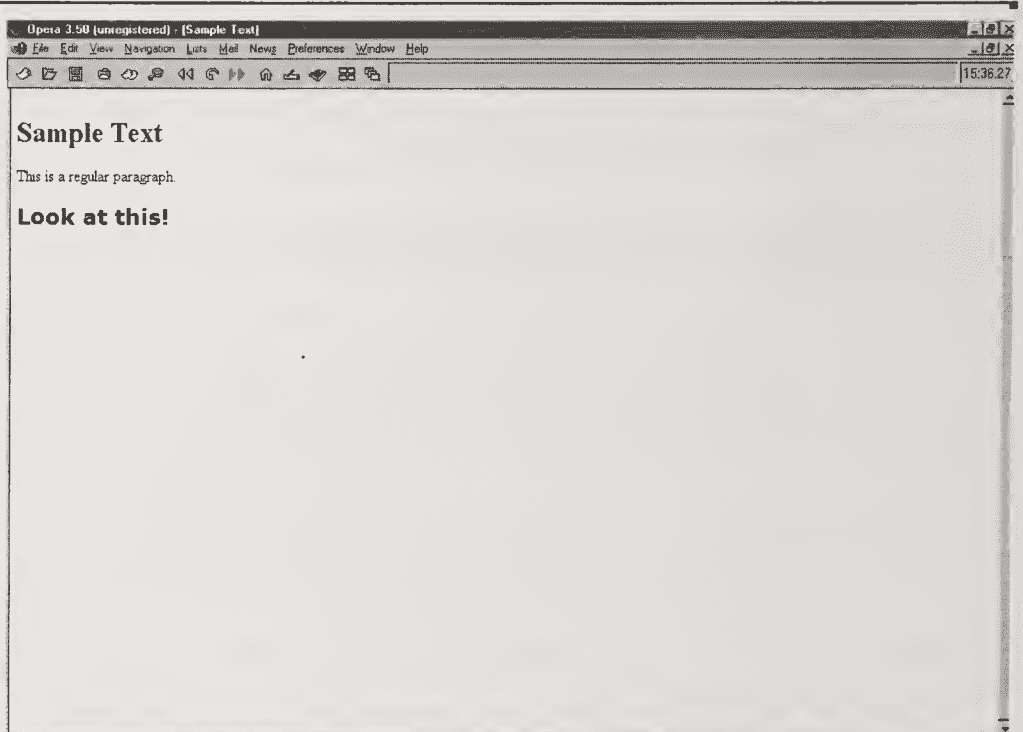 Opera 3.50 (unregistered) - [Sample Text]
File Edit View Navigation Lists Mail News Preferences Window Help
15:36.27
Sample Text
This is a regular paragraph.
Look at this!